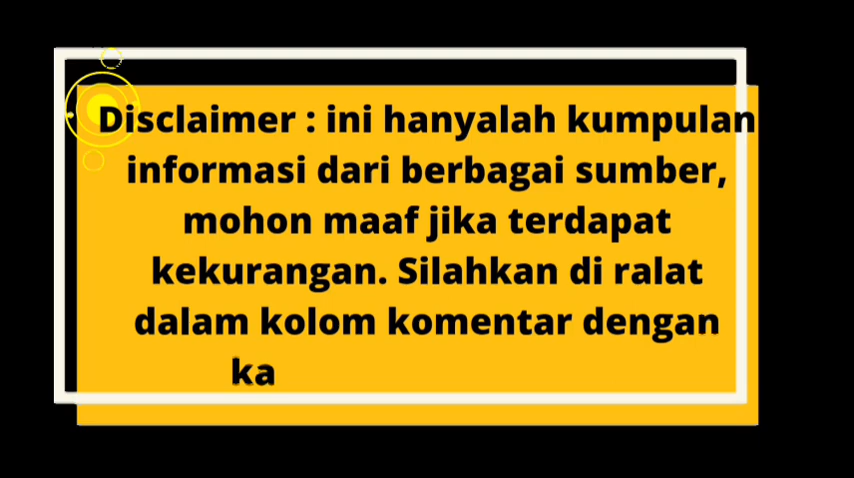 Disclaimer : ini hanyalah kumpulan
informasi dari berbagai sumber,
mohon maaf jika terdapat
kekurangan. Silahkan di ralat
dalam kolom komentar dengan
ka